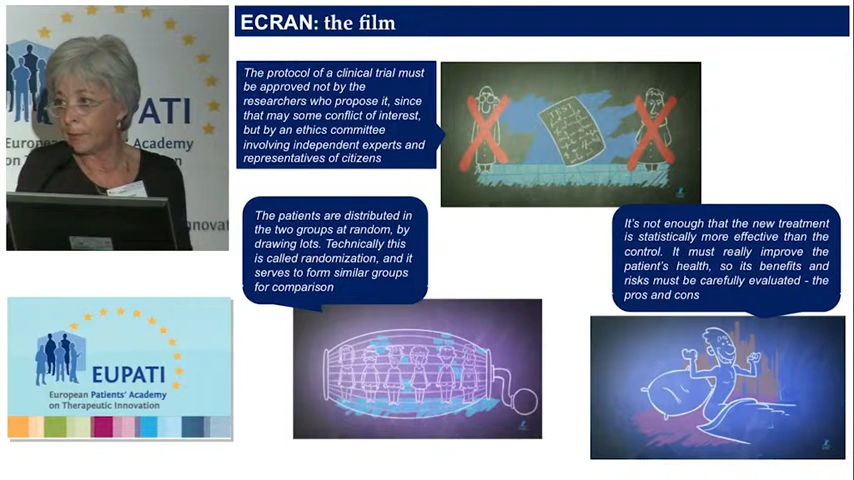 ECRAN: the film
The protocol of a clinical trial must
be approved not by the
researchers who propose it, since
that may some conflict of interest,
but by an ethics committee
involving independent experts and
representatives of citizens
TEST
The patients are distributed in
the two groups at random, by
drawing lots. Technically this
is called randomization, and it
serves to form similar groups
for comparison
It's not enough that the new treatment
is statistically more effective than the
control. It must really improve the
patient's health, so its benefits and
risks must be carefully evaluated - the
pros and cons
PATI
Europe
Academy
on Therap
nnovat
EUPATI
European Patients' Academy
on Therapeutic Innovation